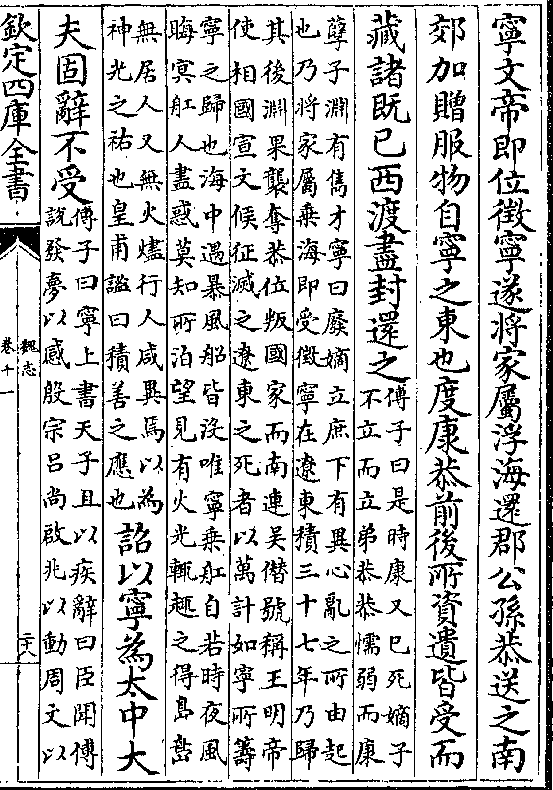 寧文帝即位徵寧遂將家屬浮海還郡公孫恭送之南
郊加贈服物自寧之東也度康恭前後所資遺皆受而
藏諸既已西渡盡封還之
傅子曰是時康又已死嫡子
不立而立弟恭恭懦弱而康
孽子淵有雋才寧曰廢嫡立庶下有異心亂之所由起
也乃將家屬乗海即受徵寧在遼東積三十七年乃歸
其後淵果襲奪恭位叛國家而南連吳僭號稱王明帝
使相國宣文侯征滅之遼東之死者以萬計如寧所籌
寧之歸也海中遇暴風船皆没唯寧乗舡自若時夜風
晦冥舡人盡惑莫知所泊望見有火光輒趣之得島島
無居人又無火燼行人咸異焉以為
神光之祐也皇甫謐曰積善之應也
詔以寧為太中大
夫固辭不受
傅子曰寧上書天子且以疾辭曰臣聞傅
說發夢以感殷宗吕尚啟兆以動周文以
欽定四庫全書
魏志
卷十一
二十八